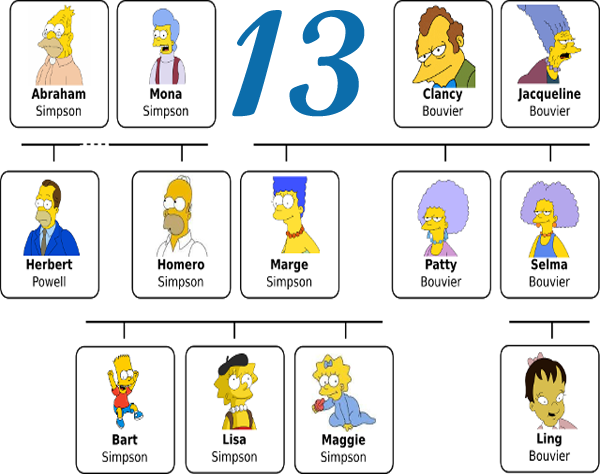 Abraham
Simpson
Mona
Simpson
13
Clancy
Bouvier
Jacqueline
Bouvier
Herbert
Powell
Homero
Simpson
Marge
Simpson
Patty
Bouvier
Selma
Bouvier
Bart
Simpson
Lisa
Simpson
Maggie
Simpson
Ling
Bouvier